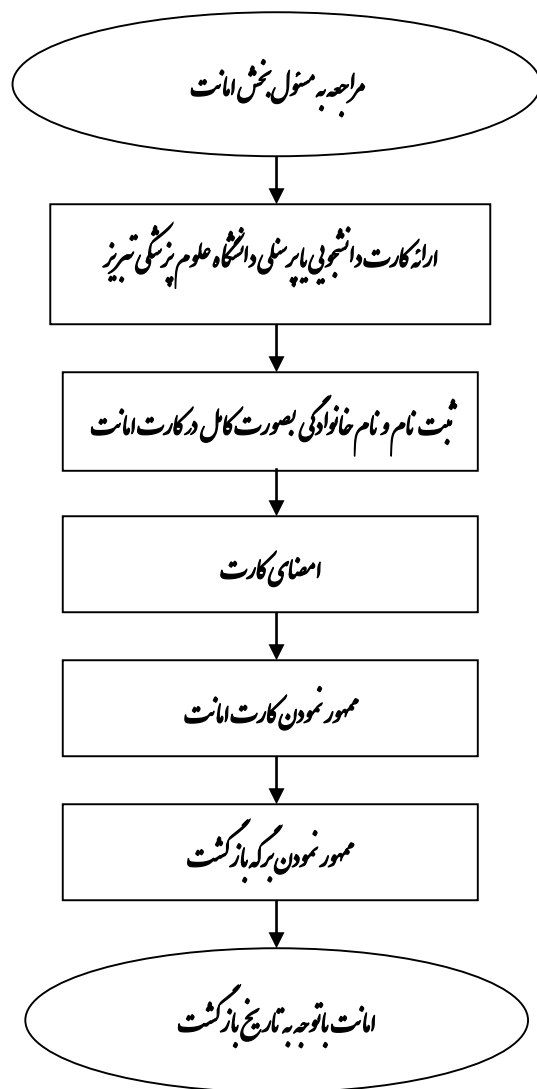 مراجعه به مسئول بخش امانت
ارائه کارت دانشجویی یا پرسنلی دانشگاه علوم پزشکی تبریز
ثبت نام و نام خانوادگی بصورت کامل در کارت امانت
امضای کارت
ممهور نمودن کارت امانت
ممهور نمودن برگه بازگشت
امانت با توجه به تاریخ بازگشت